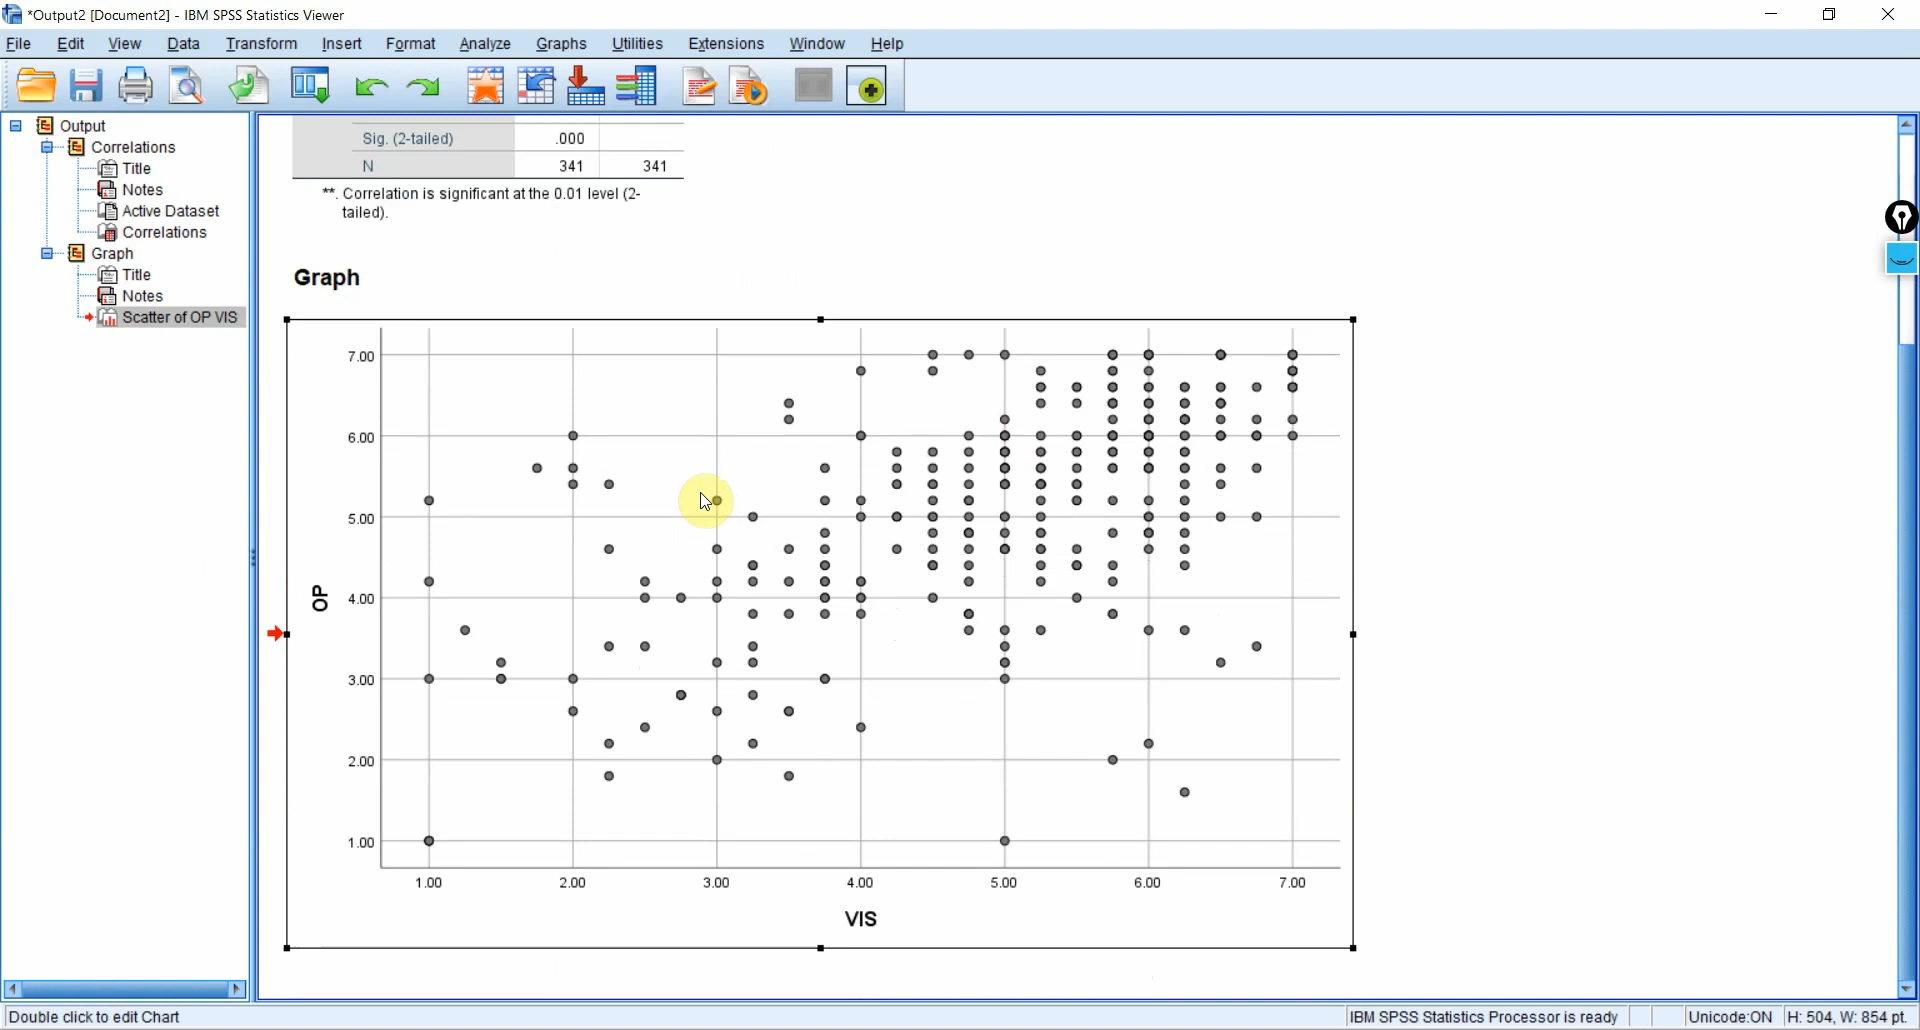 *Output2 [Document2] - IBM SPSS Statistics Viewer
File Edit View Data Transform Insert Format Analyze Graphs Utilities Extensions Window Help
Output
Correlations
Title
Notes
Active Dataset
Correlations
Graph
Title
Notes
Scatter of OP VIS
Sig. (2-tailed) .000
N 341 341
**. Correlation is significant at the 0.01 level (2-
tailed).
Graph
7.00
6.00
5.00
4.00
3.00
2.00
1.00
OP
1.00 2.00 3.00 4.00 5.00 6.00 7.00
VIS
Double click to edit Chart
IBM SPSS Statistics Processor is ready
Unicode:ON
H: 504, W: 854 pt.